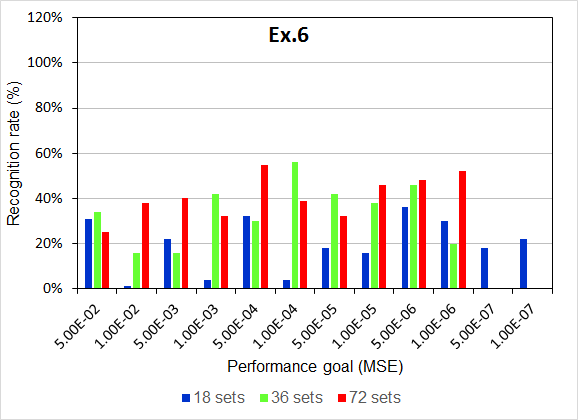 Ex.6
120%
100%
80%
60%
40%
20%
0%
Recognition rate (%)
5.00E-02
1.00E-02
5.00E-03
1.00E-03
5.00E-04
1.00E-04
5.00E-05
1.00E-05
5.00E-06
1.00E-06
5.00E-07
1.00E-07
Performance goal (MSE)
18 sets 36 sets 72 sets